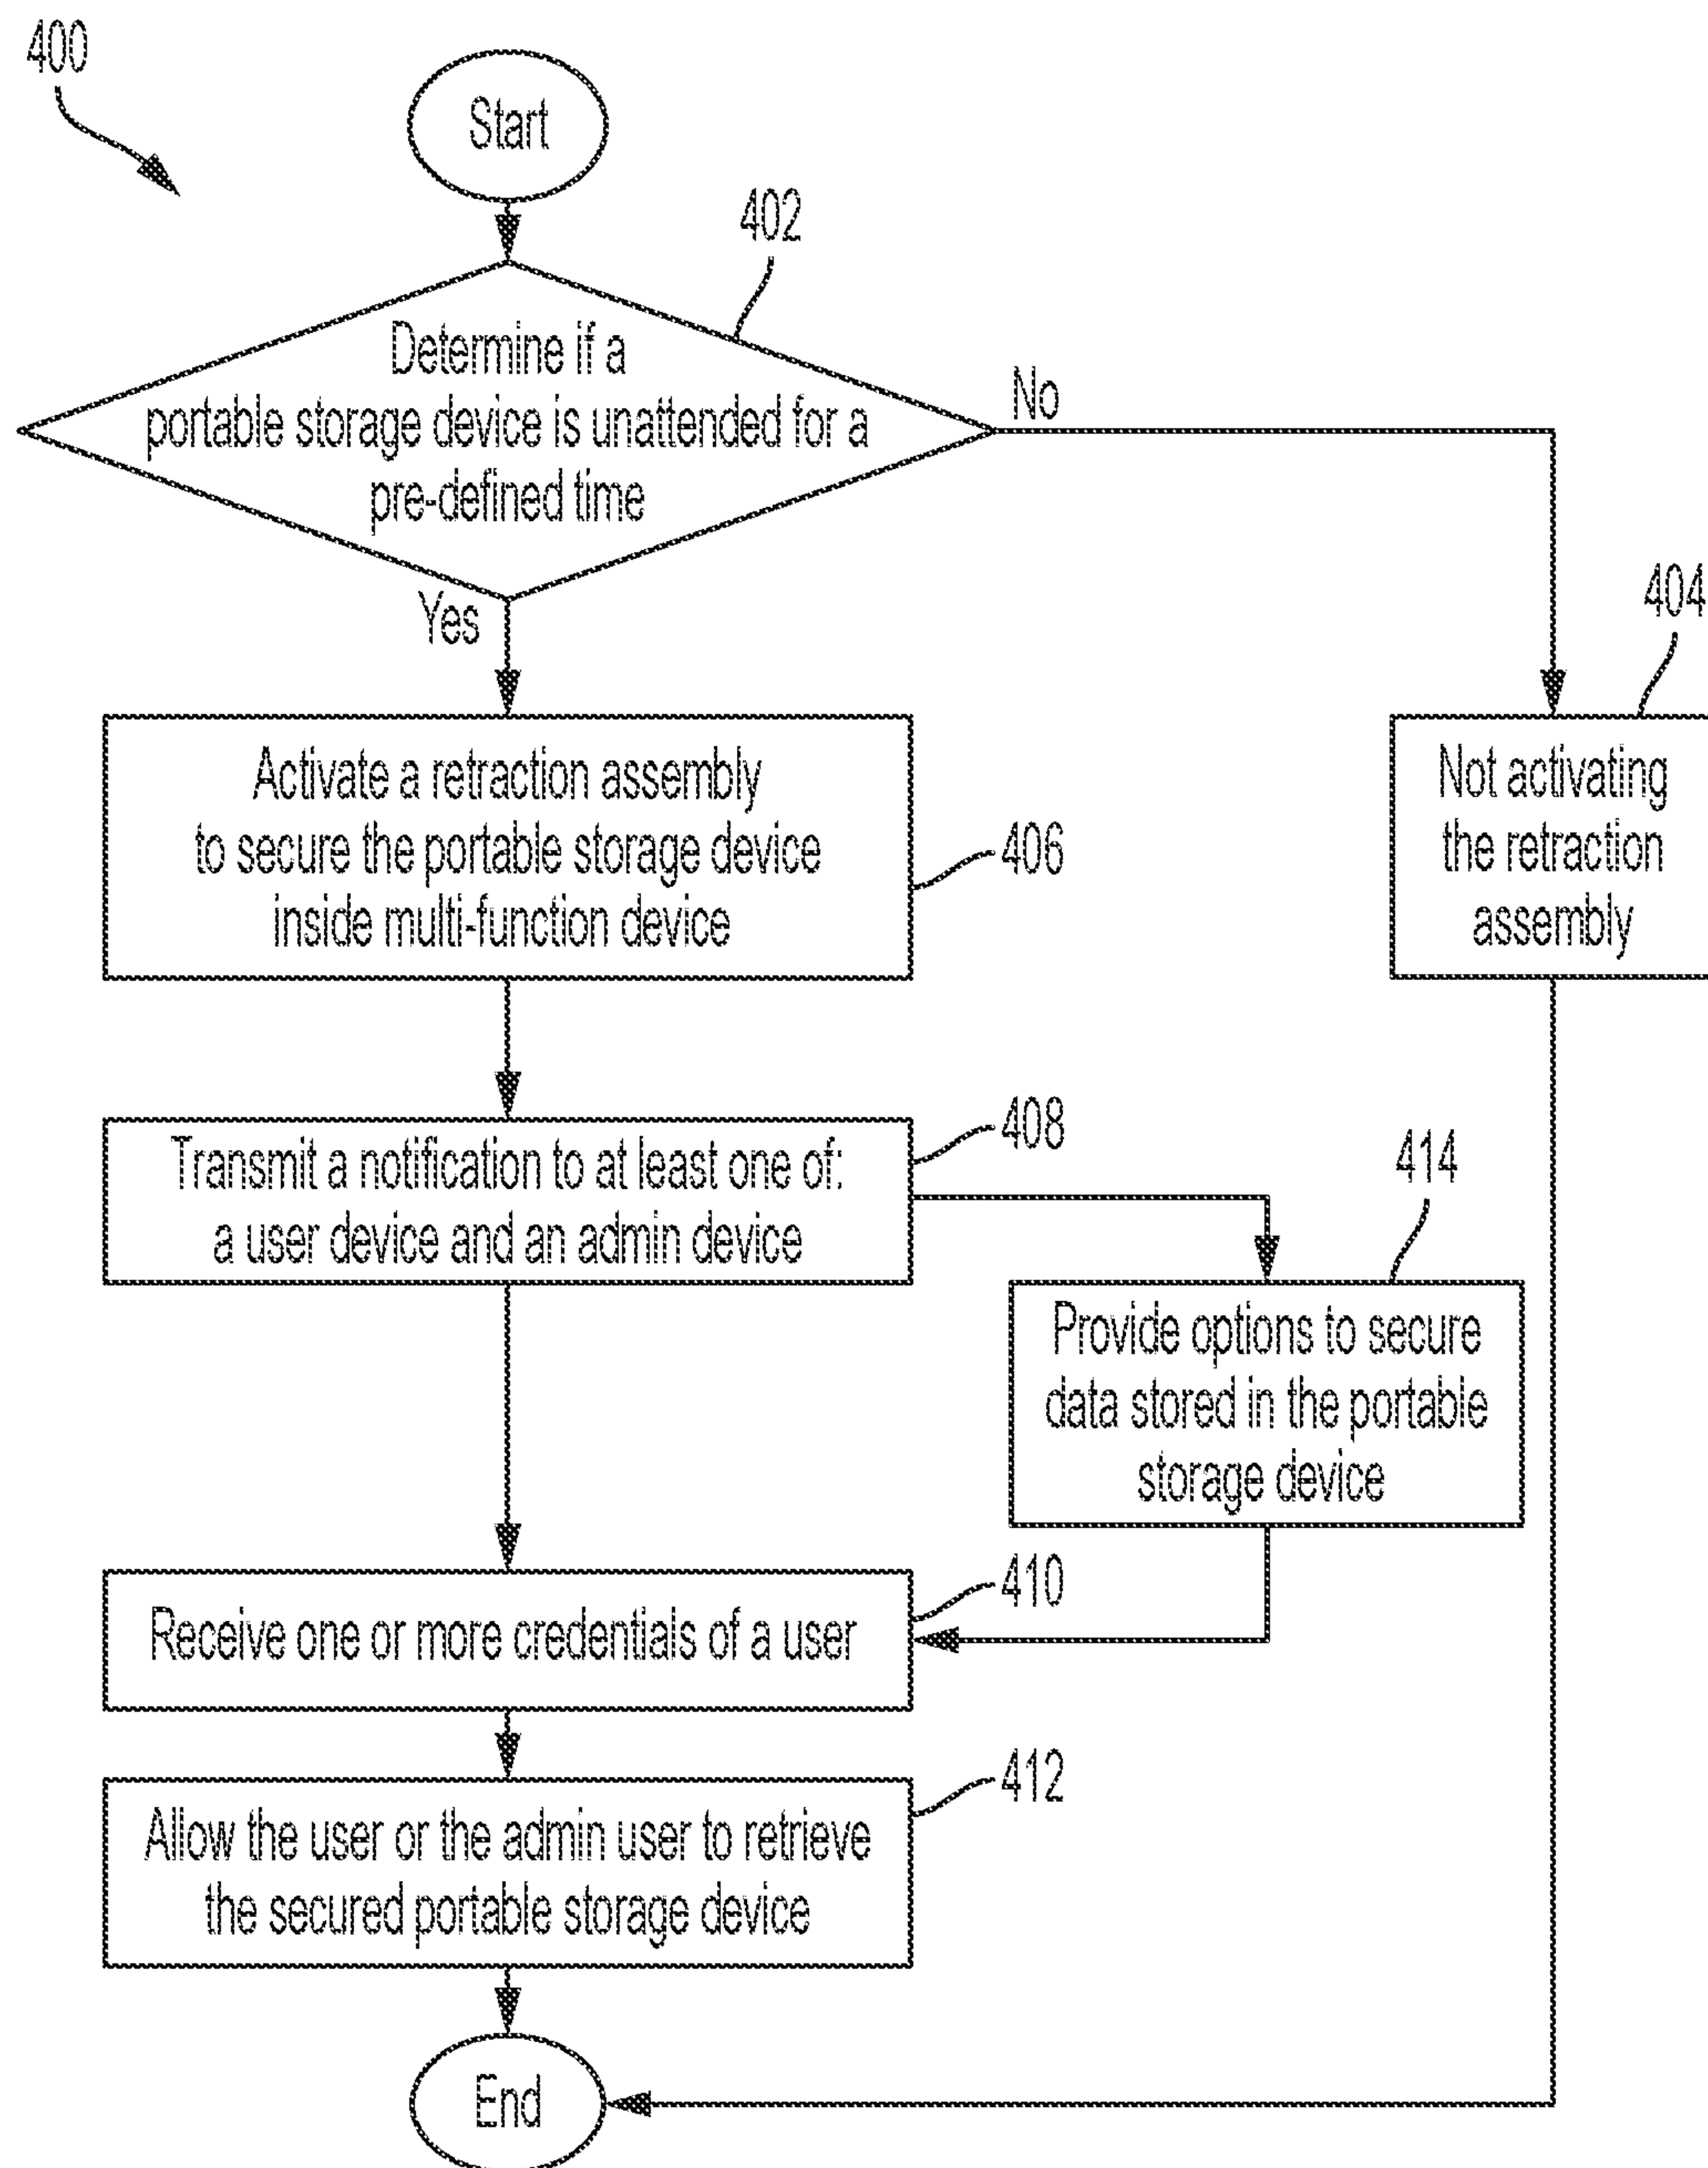 400
Start
402
Determine if a
portable storage device is unattended for a
pre-defined time
No
Yes
404
Activate a retraction assembly
to secure the portable storage device
inside multi-function device
406
Not activating
the retraction
assembly
408
Transmit a notification to at least one of:
a user device and an admin device
414
Provide options to secure
data stored in the portable
storage device
410
Receive one or more credentials of a user
412
Allow the user or the admin user to retrieve
the secured portable storage device
End